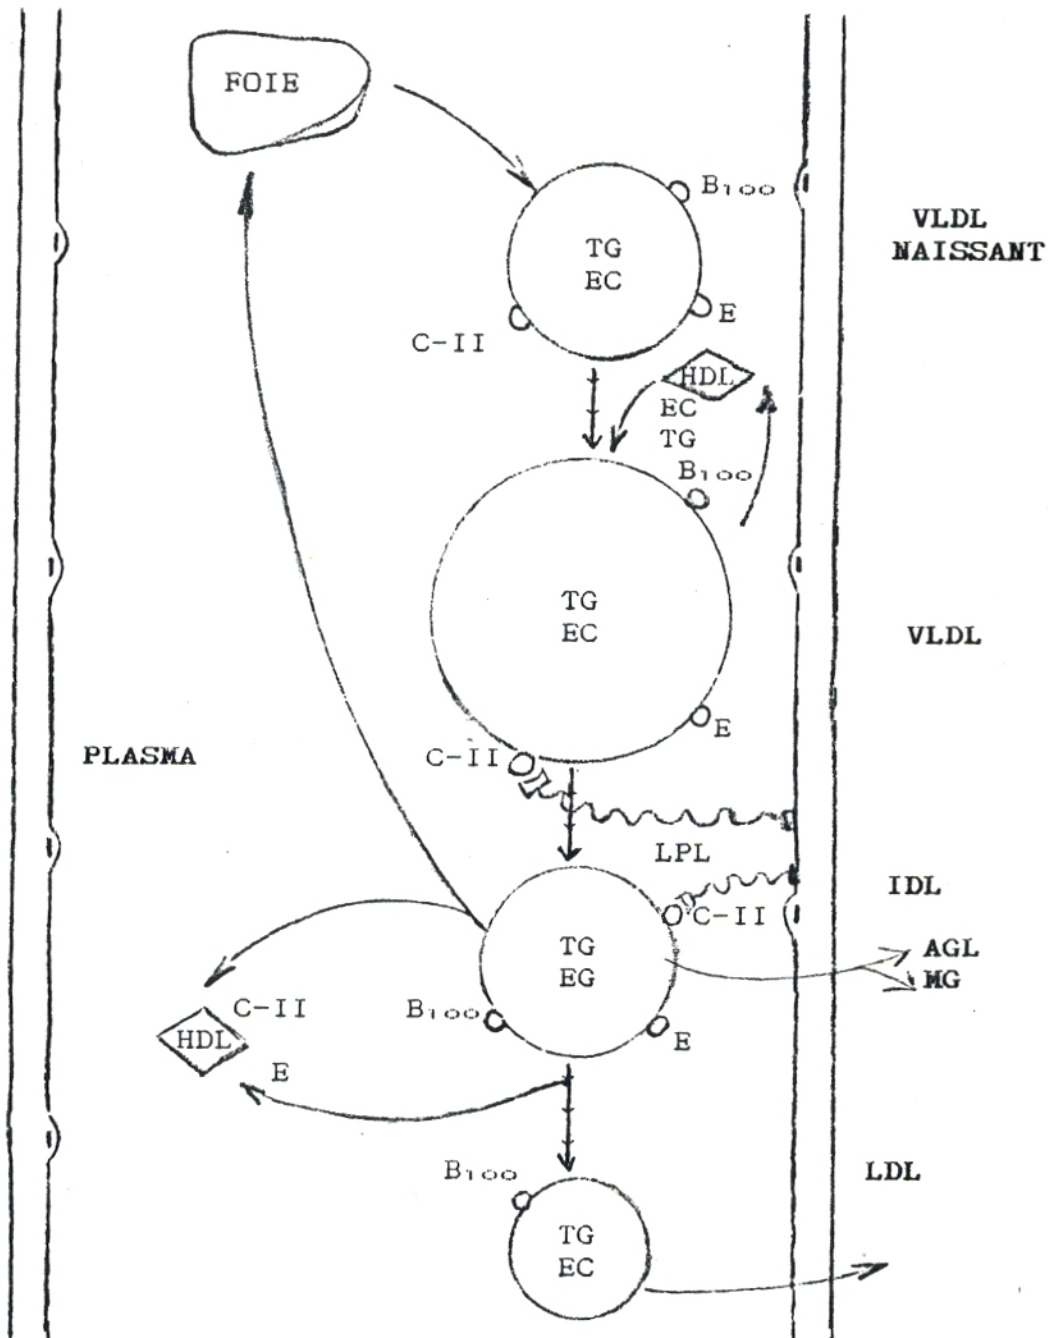 FOIE
B₁₀₀
VLDL
NAISSANT
TG
EC
E
C-II
HDL
EC
TG
B₁₀₀
TG
EC
VLDL
E
C-II
PLASMA
LPL
IDL
C-II
AGL
TG
EG
MG
C-II
B₁₀₀
HDL
E
E
B₁₀₀
LDL
TG
EC